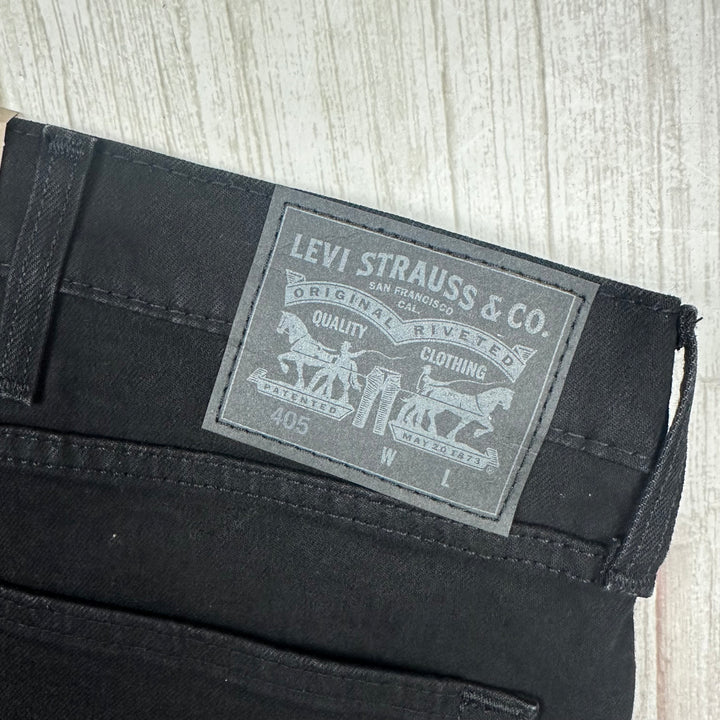 LEVI STRAUSS & CO.
SAN FRANCISCO
CAL.
ORIGINAL RIVETED
QUALITY CLOTHING
PATENTED
MAY 20 1873
405
W L